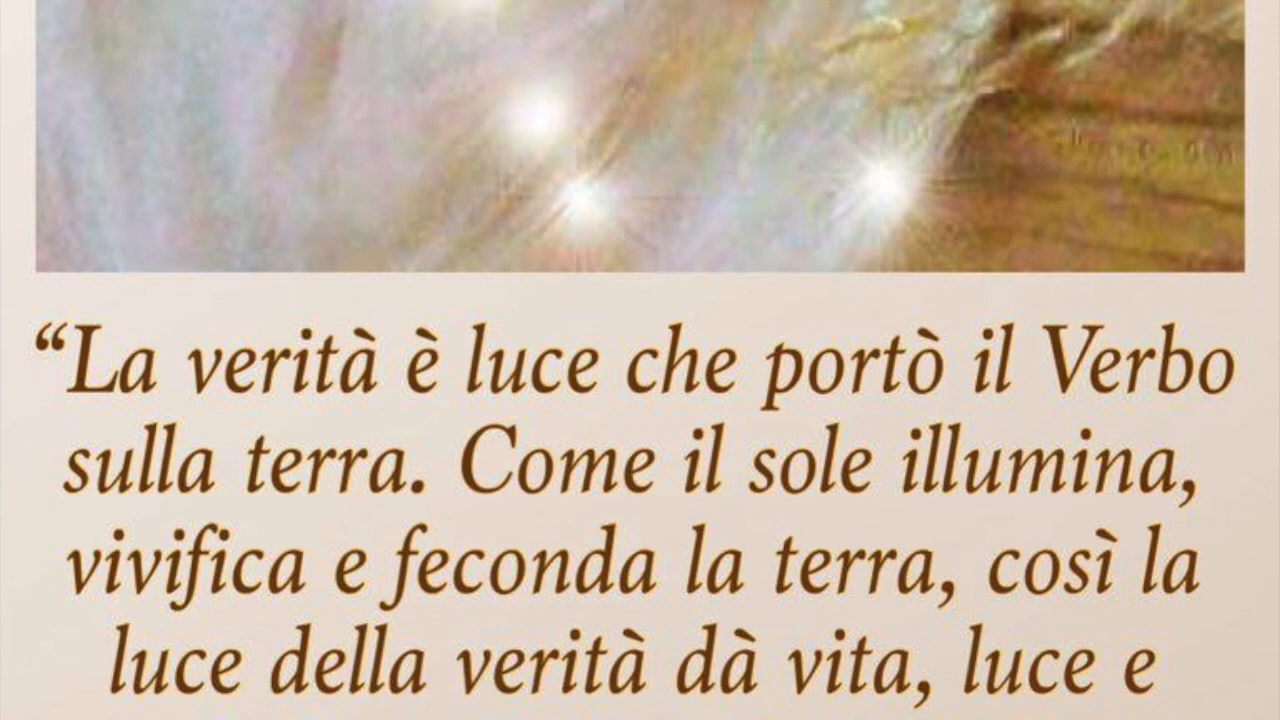 “La verità è luce che portò il Verbo
sulla terra. Come il sole illumina,
vivifica e feconda la terra, così la
luce della verità dà vita, luce e